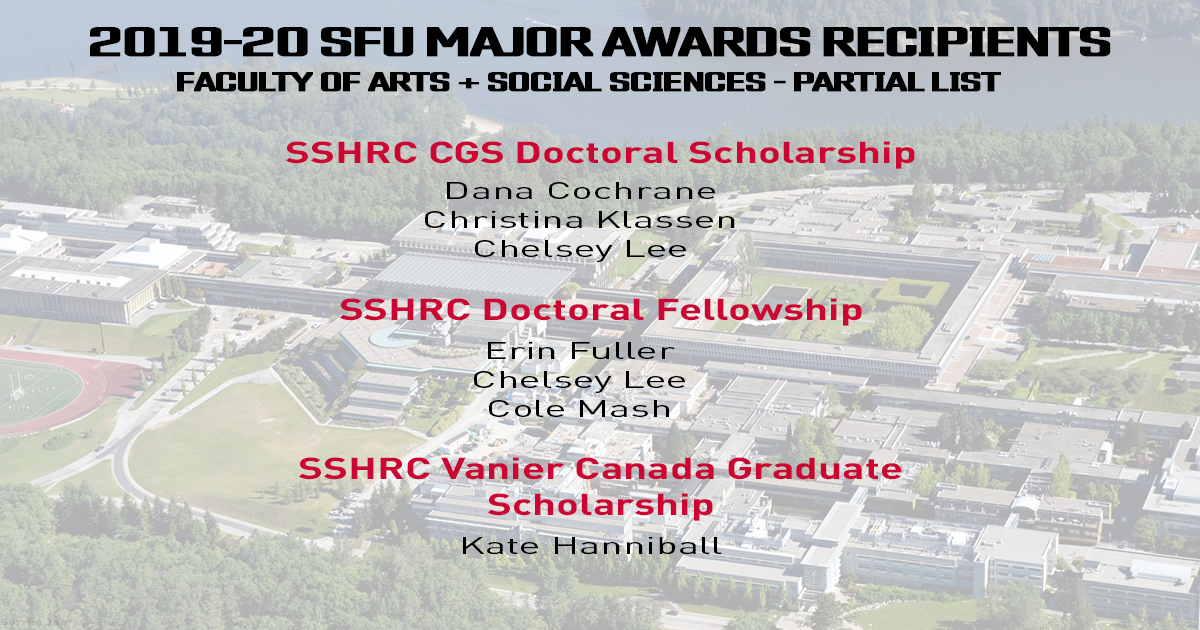 2019-20 SFU MAJOR AWARDS RECIPIENTS
FACULTY OF ARTS + SOCIAL SCIENCES - PARTIAL LIST
SSHRC CGS Doctoral Scholarship
Dana Cochrane
Christina Klassen
Chelsey Lee
SSHRC Doctoral Fellowship
Erin Fuller
Chelsey Lee
Cole Mash
SSHRC Vanier Canada Graduate
Scholarship
Kate Hanniball